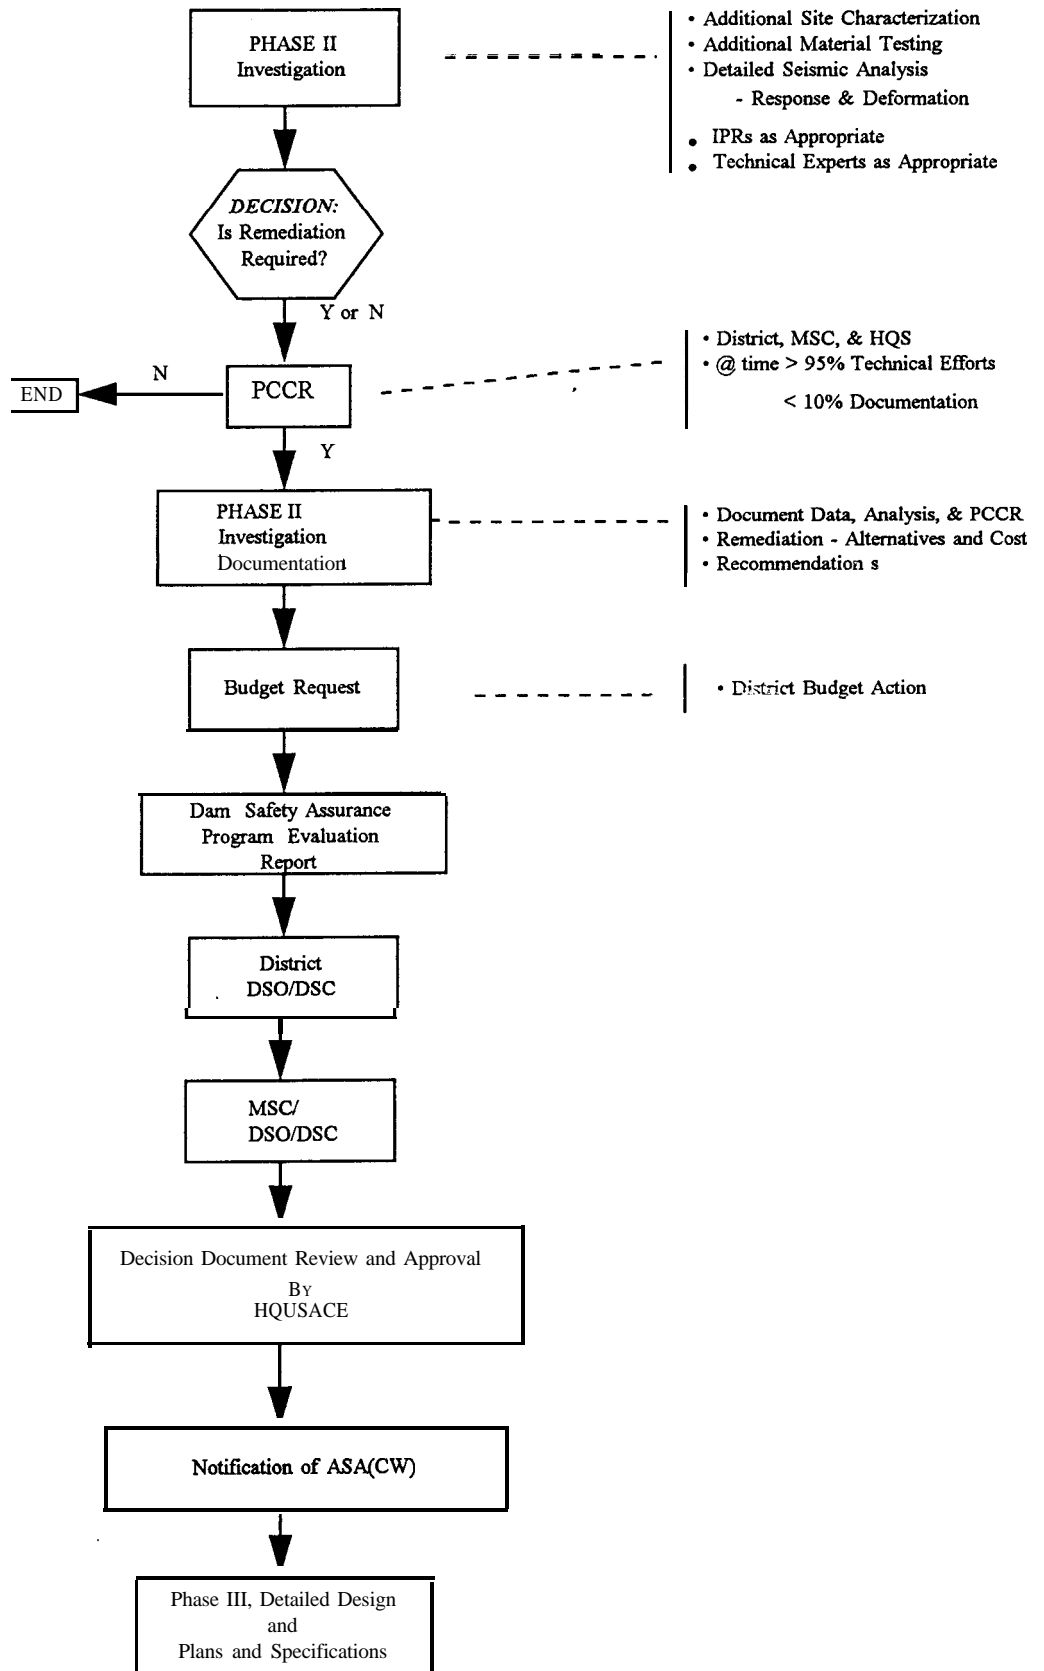 PHASE II
Investigation
• Additional Site Characterization
• Additional Material Testing
• Detailed Seismic Analysis
- Response & Deformation
• IPRs as Appropriate
• Technical Experts as Appropriate
DECISION:
Is Remediation
Required?
Y or N
N
END
PCCR
• District, MSC, & HQS
• @ time > 95% Technical Efforts
< 10% Documentation
Y
PHASE II
Investigation
Documentation
• Document Data, Analysis, & PCCR
• Remediation - Alternatives and Cost
• Recommendation s
Budget Request
• District Budget Action
Dam Safety Assurance
Program Evaluation
Report
District
DSO/DSC
MSC/
DSO/DSC
Decision Document Review and Approval
BY
HQUSACE
Notification of ASA(CW)
Phase III, Detailed Design
and
Plans and Specifications